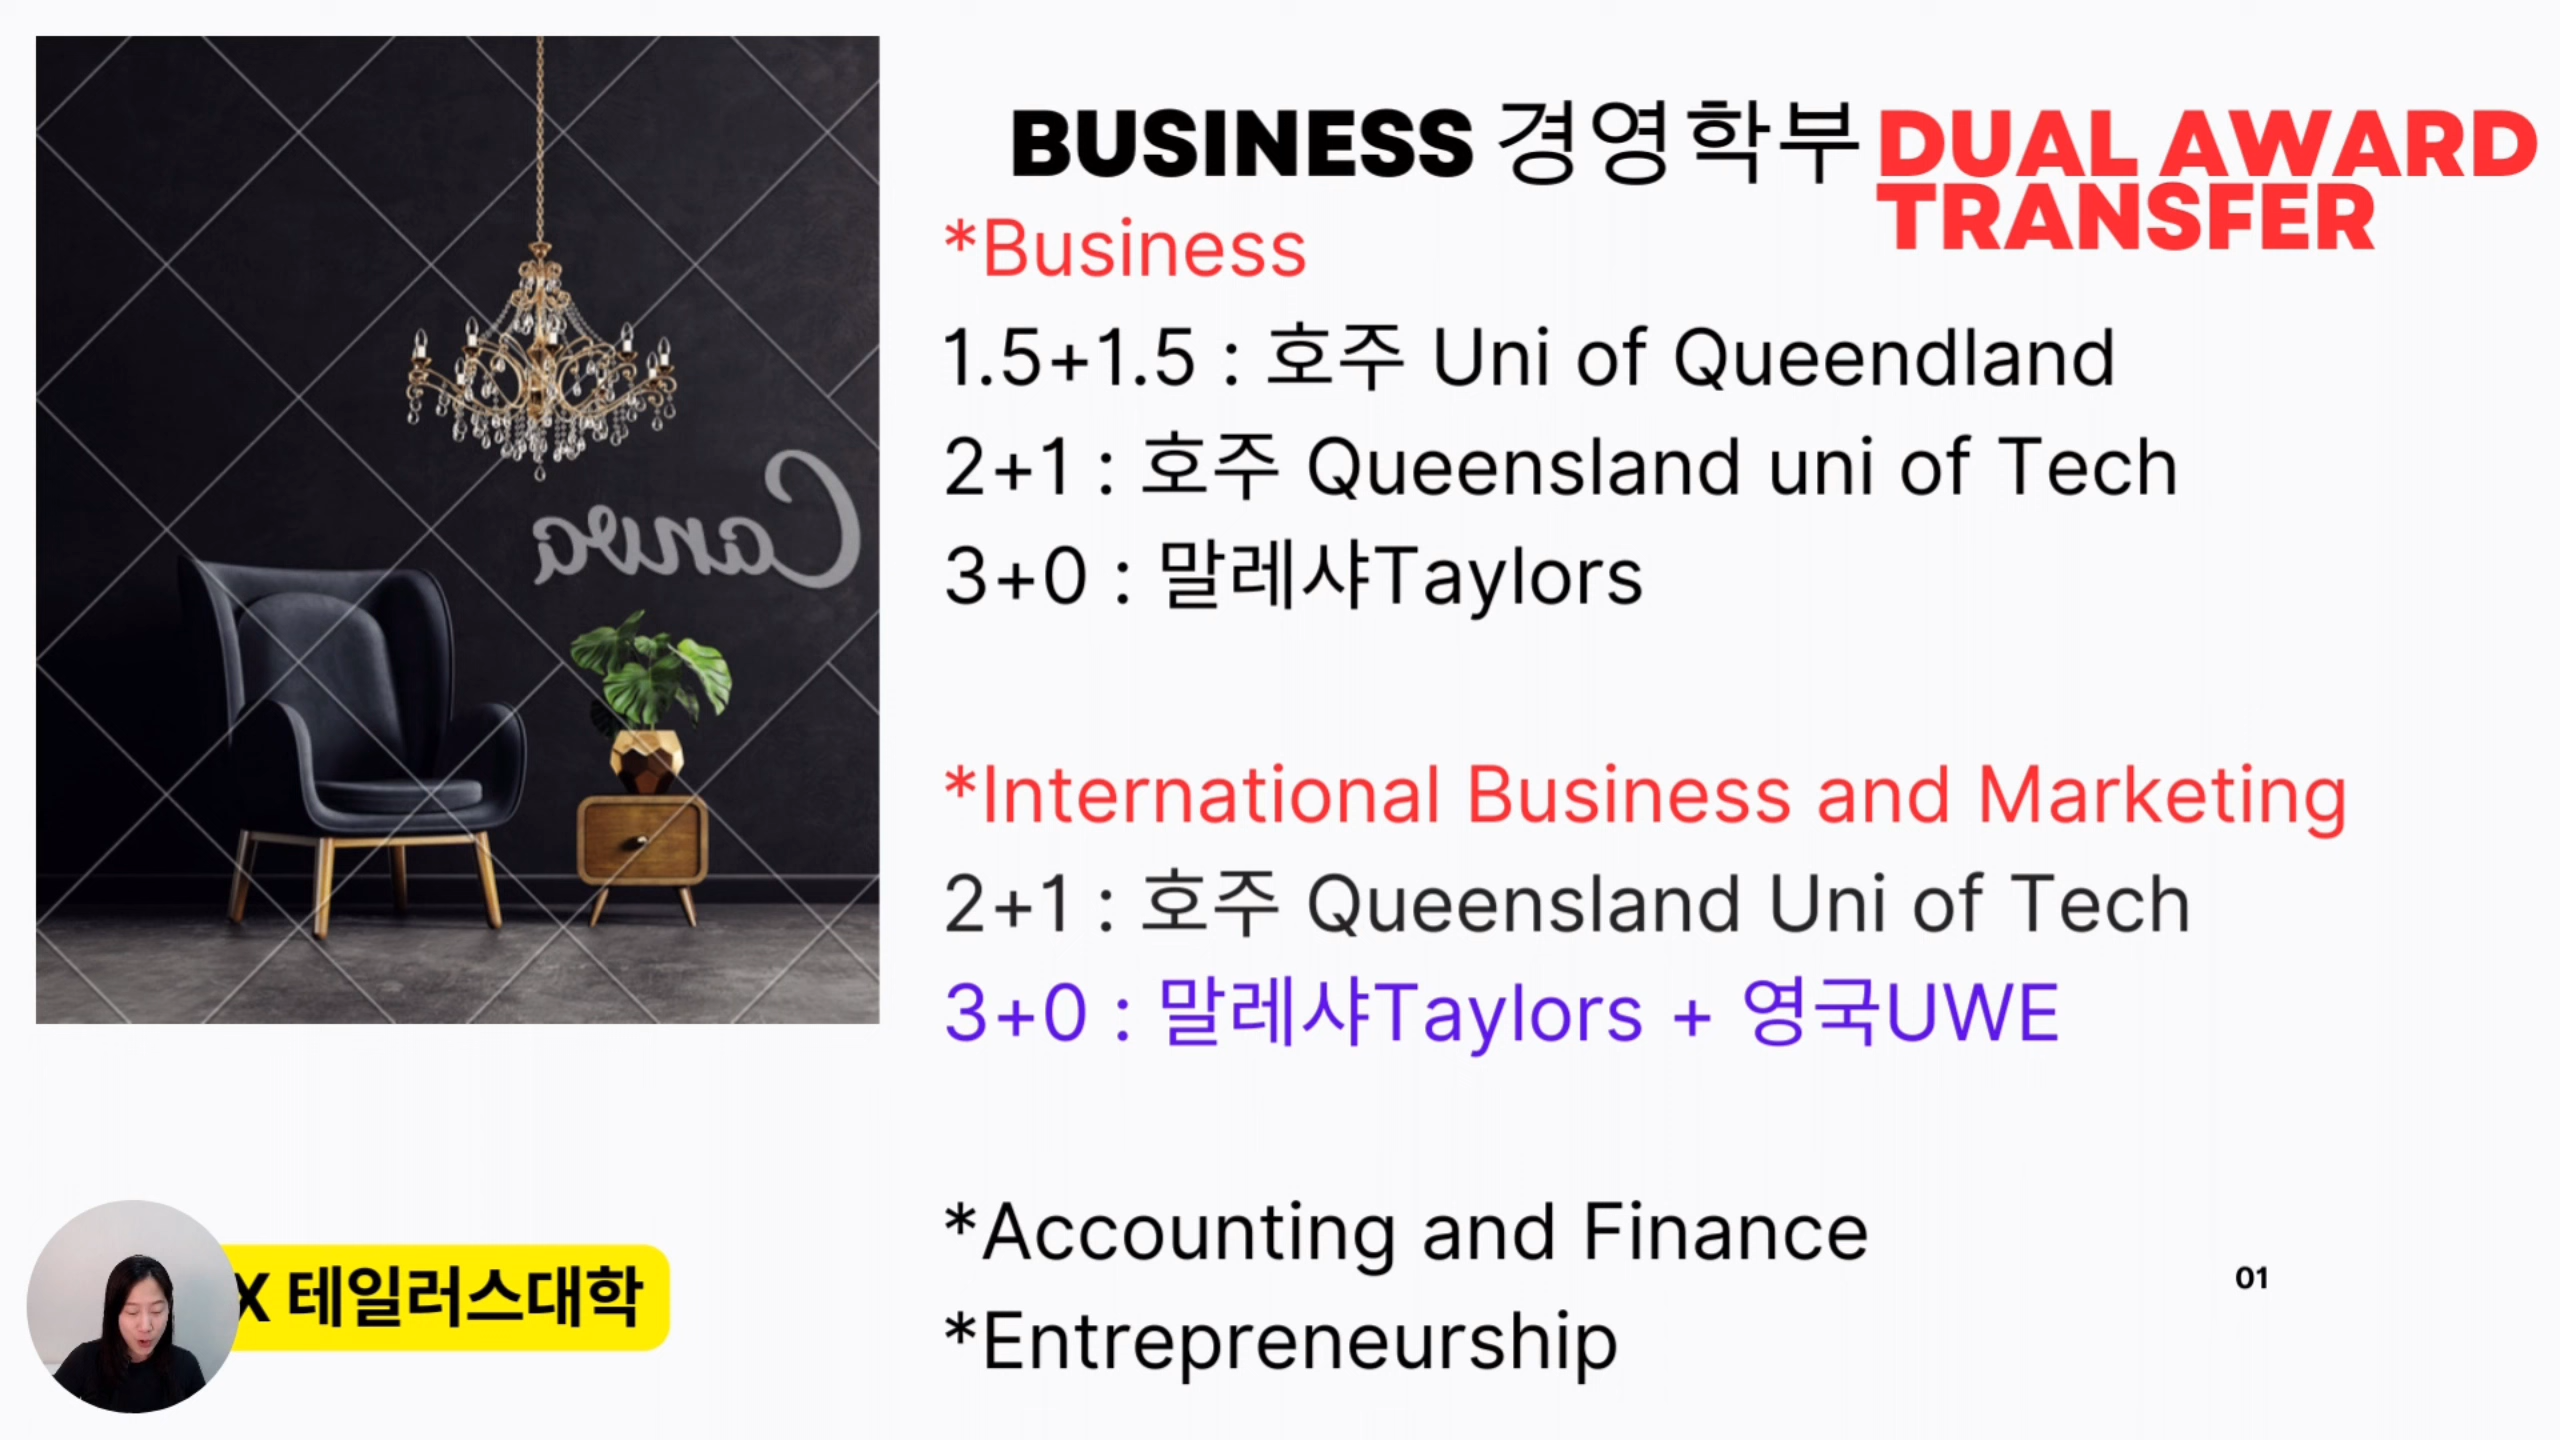 BUSINESS 경영학부 DUAL AWARD
TRANSFER
*Business
1.5+1.5 : 호주 Uni of Queendland
2+1 : 호주 Queensland uni of Tech
3+0 : 말레샤Taylors
Canva
*International Business and Marketing
2+1 : 호주 Queensland Uni of Tech
3+0 : 말레샤Taylors + 영국UWE
*Accounting and Finance
*Entrepreneurship
X 테일러스대학
01